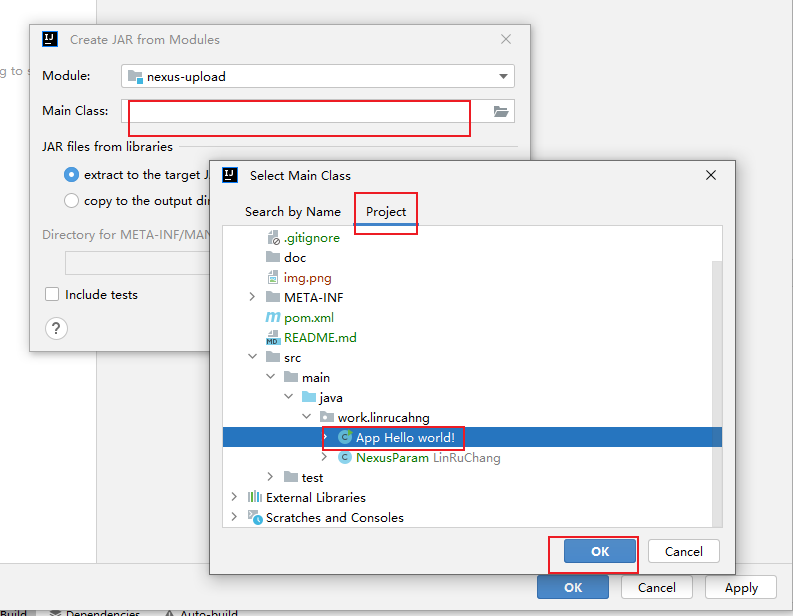 Create JAR from Modules
Module: nexus-upload
g to s
Main Class:
JAR files from libraries
extract to the target J
copy to the output di
Directory for META-INF/MAN
Include tests
?
Select Main Class
Search by Name Project
.gitignore
doc
img.png
META-INF
pom.xml
README.md
src
main
java
work.linrucahng
App Hello world!
NexusParam LinRuChang
test
External Libraries
Scratches and Consoles
OK Cancel
OK Cancel Apply
Build Dependencies Auto-build